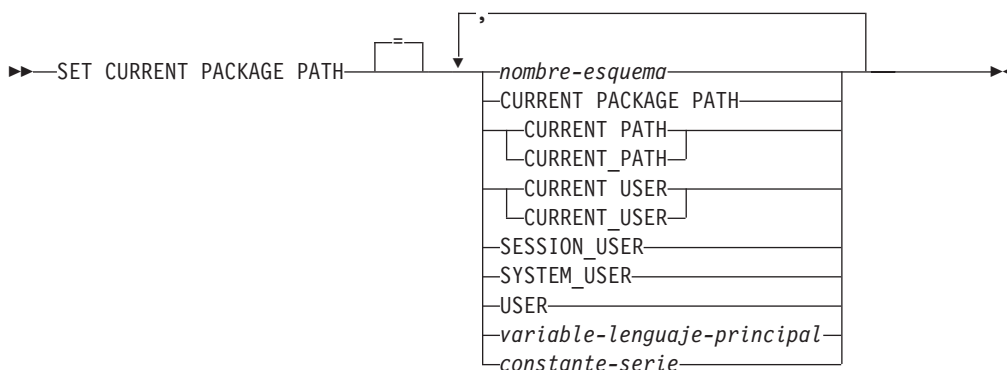 ,
=
SET CURRENT PACKAGE PATH
nombre-esquema
CURRENT PACKAGE PATH
CURRENT PATH
CURRENT_PATH
CURRENT USER
CURRENT_USER
SESSION_USER
SYSTEM_USER
USER
variable-lenguaje-principal
constante-serie